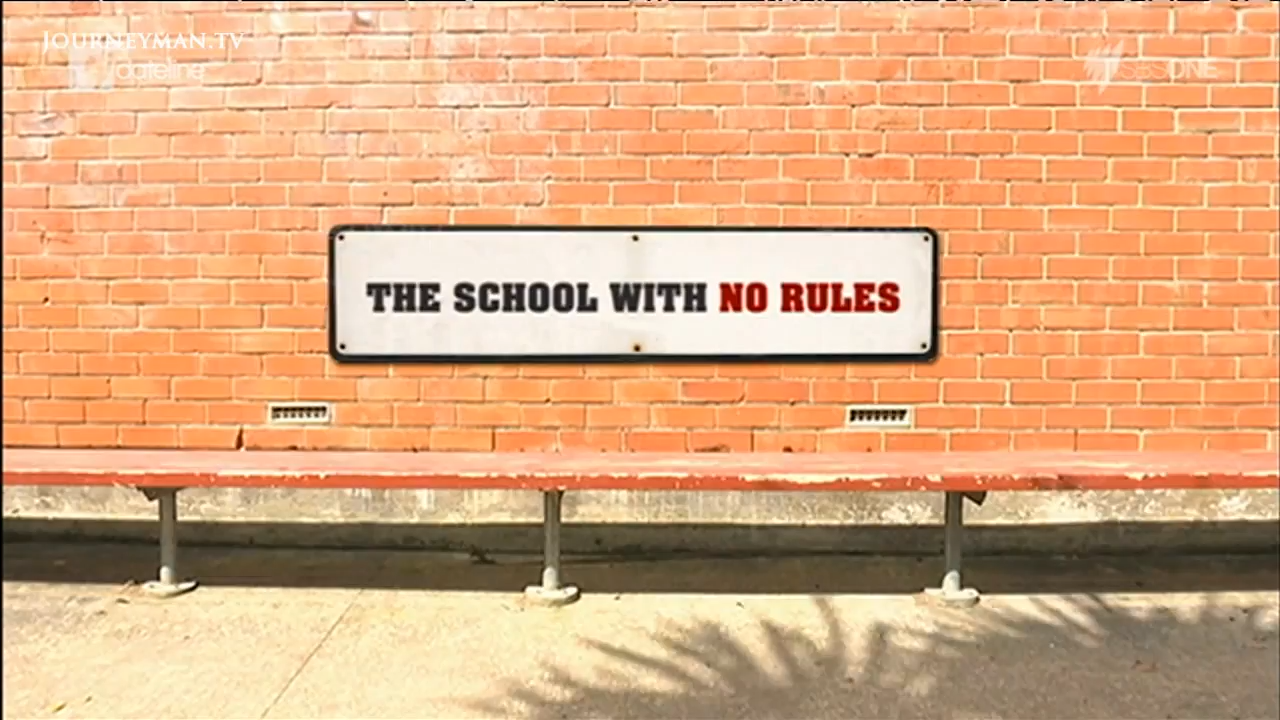 JOURNEYMAN.TV
dateline
SBS ONE
THE SCHOOL WITH NO RULES